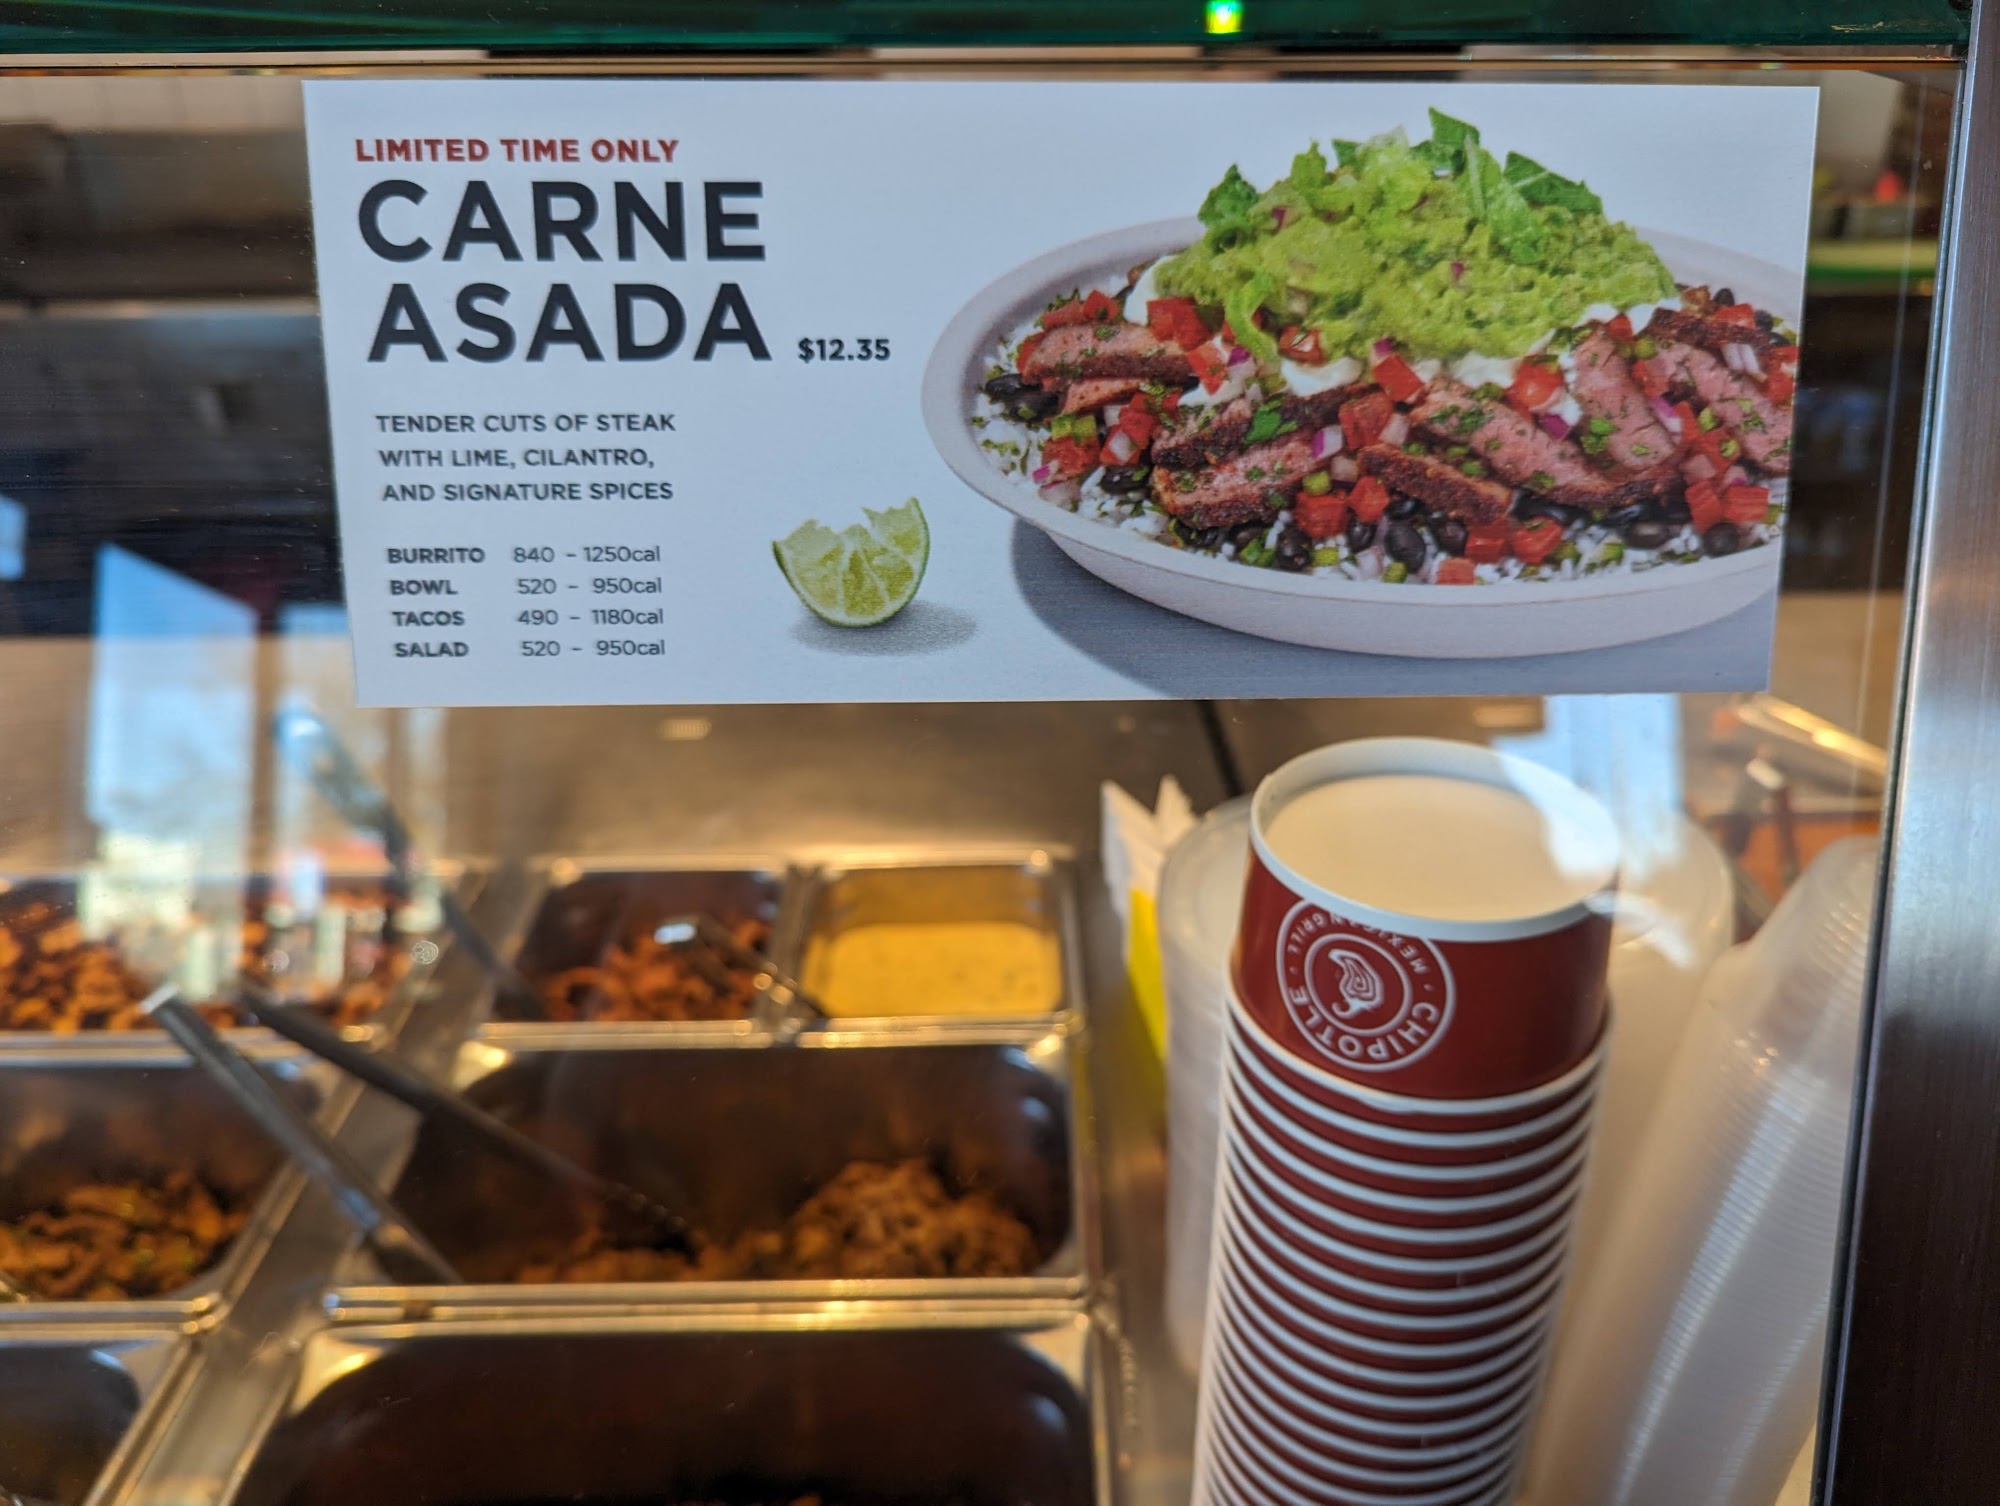 LIMITED TIME ONLY
CARNE
ASADA $12.35
TENDER CUTS OF STEAK
WITH LIME, CILANTRO,
AND SIGNATURE SPICES
BURRITO 840 - 1250cal
BOWL 520 - 950cal
TACOS 490 - 1180cal
SALAD 520 - 950cal
CHIPOTLE
MEXICAN GRILL